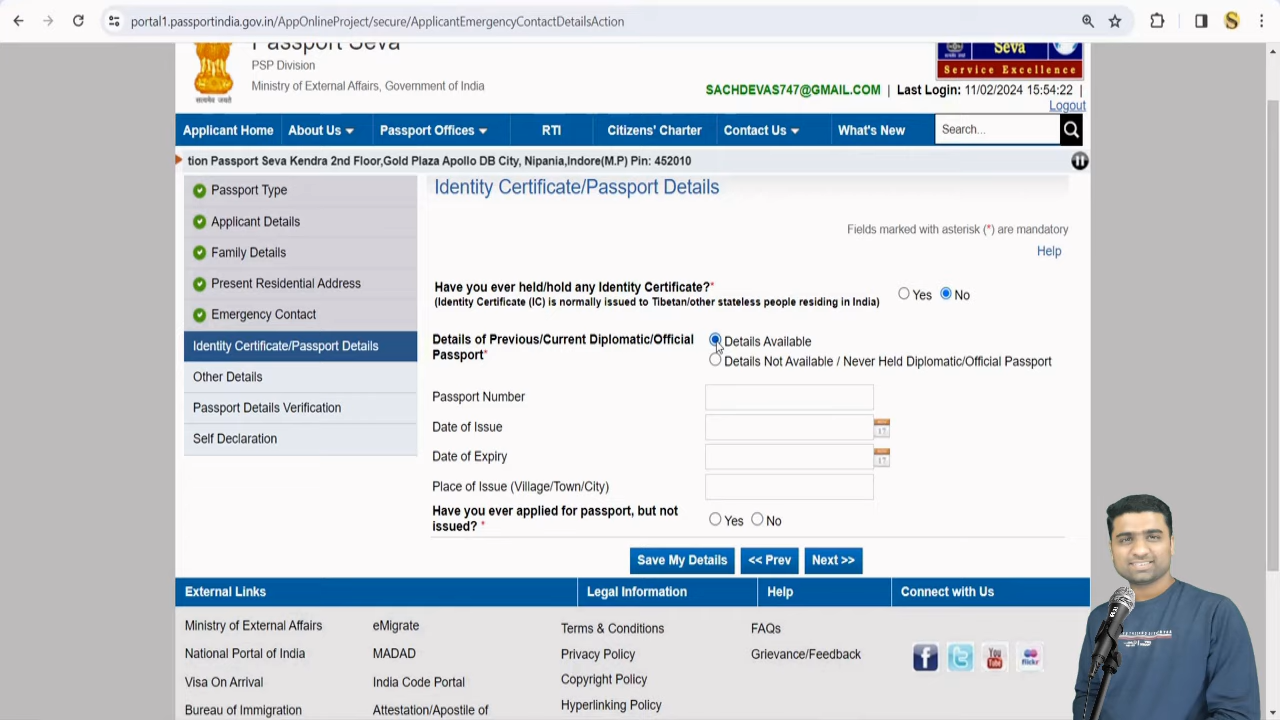 portal1.passportindia.gov.in/AppOnlineProject/secure/ApplicantEmergencyContactDetailsAction
S
Passport Seva
PSP Division
Ministry of External Affairs, Government of India
Seva
Service Excellence
SACHDEVAS747@GMAIL.COM | Last Login: 11/02/2024 15:54:22 |
Logout
Applicant Home About Us Passport Offices RTI Citizens' Charter Contact Us What's New Search...
tion Passport Seva Kendra 2nd Floor,Gold Plaza Apollo DB City, Nipania,Indore(M.P) Pin: 452010
Passport Type
Applicant Details
Family Details
Present Residential Address
Emergency Contact
Identity Certificate/Passport Details
Other Details
Passport Details Verification
Self Declaration
Identity Certificate/Passport Details
Fields marked with asterisk (*) are mandatory
Help
Have you ever held/hold any Identity Certificate?*
(Identity Certificate (IC) is normally issued to Tibetan/other stateless people residing in India)
Yes No
Details of Previous/Current Diplomatic/Official
Passport*
Details Available
Details Not Available / Never Held Diplomatic/Official Passport
Passport Number
Date of Issue
17
Date of Expiry
17
Place of Issue (Village/Town/City)
Have you ever applied for passport, but not
issued? *
Yes No
Save My Details << Prev Next >>
External Links Legal Information Help Connect with Us
Ministry of External Affairs eMigrate Terms & Conditions FAQs
National Portal of India MADAD Privacy Policy Grievance/Feedback
Visa On Arrival India Code Portal Copyright Policy
Bureau of Immigration Attestation/Apostile of Hyperlinking Policy
You
Tube
flickr